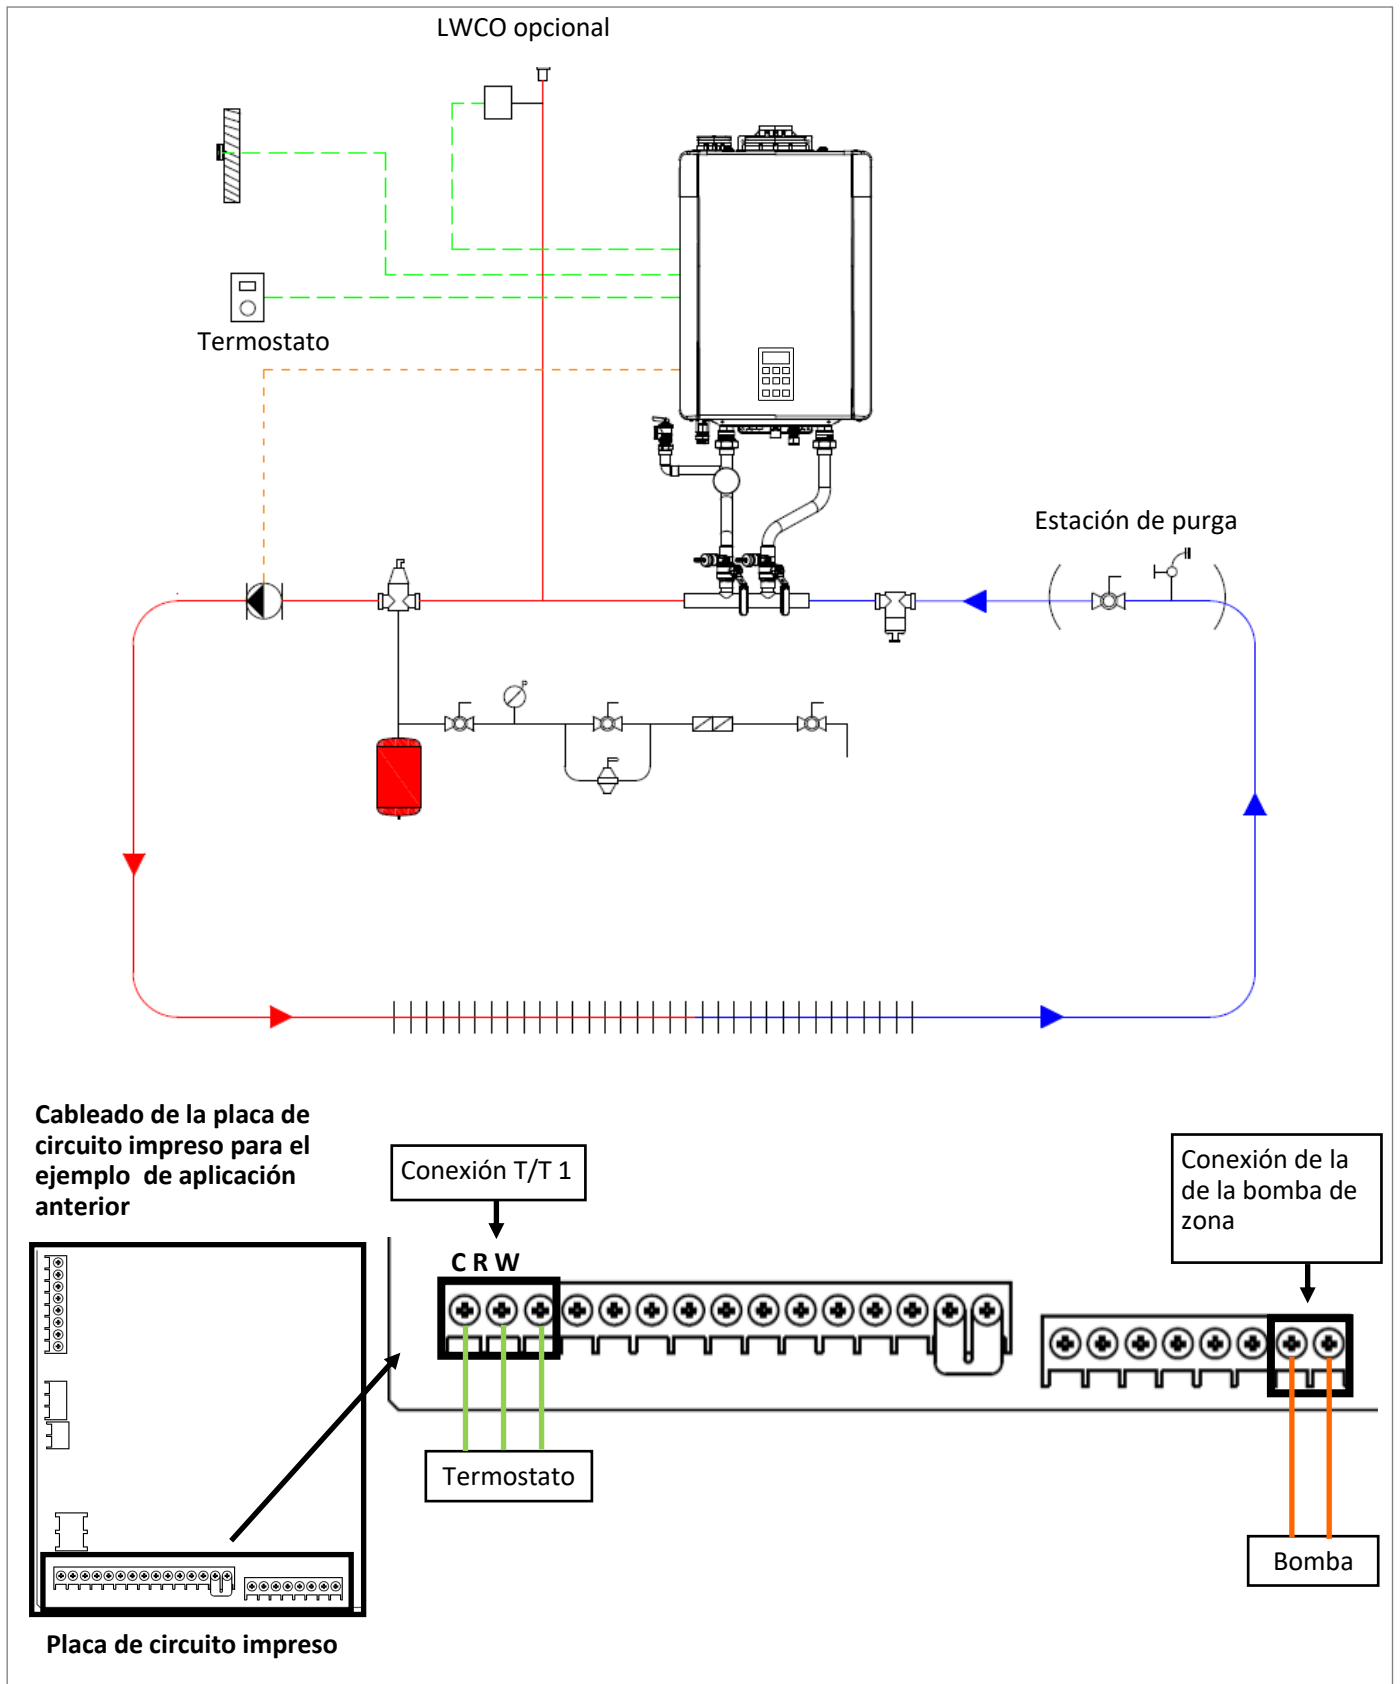 LWCO opcional
Termostato
Estación de purga
Cableado de la placa de
circuito impreso para el
ejemplo de aplicación
anterior
Conexión T/T 1
C R W
Conexión de la
de la bomba de
zona
Termostato
Bomba
Placa de circuito impreso